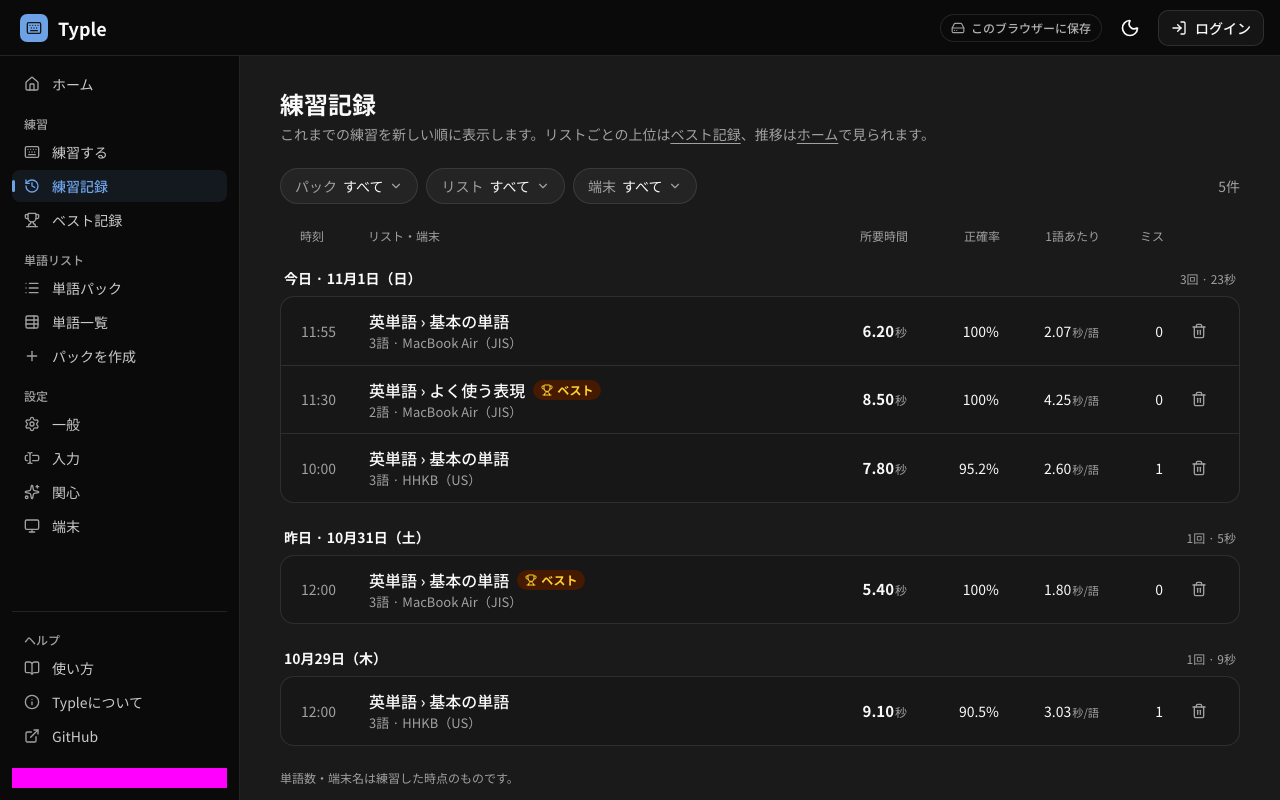 Typle
このブラウザーに保存
ログイン
ホーム
練習
練習する
練習記録
ベスト記録
単語リスト
単語パック
単語一覧
パックを作成
設定
一般
入力
関心
端末
ヘルプ
使い方
Typleについて
GitHub
練習記録
これまでの練習を新しい順に表示します。リストごとの上位はベスト記録、推移はホームで見られます。
パック すべて リスト すべて 端末 すべて 5件
時刻 リスト・端末 所要時間 正確率 1語あたり ミス
今日 · 11月1日（日） 3回 · 23秒
11:55 英単語 › 基本の単語 6.20秒 100% 2.07秒/語 0
3語 · MacBook Air（JIS）
11:30 英単語 › よく使う表現 ベスト 8.50秒 100% 4.25秒/語 0
2語 · MacBook Air（JIS）
10:00 英単語 › 基本の単語 7.80秒 95.2% 2.60秒/語 1
3語 · HHKB（US）
昨日 · 10月31日（土） 1回 · 5秒
12:00 英単語 › 基本の単語 ベスト 5.40秒 100% 1.80秒/語 0
3語 · MacBook Air（JIS）
10月29日（木） 1回 · 9秒
12:00 英単語 › 基本の単語 9.10秒 90.5% 3.03秒/語 1
3語 · HHKB（US）
単語数・端末名は練習した時点のものです。